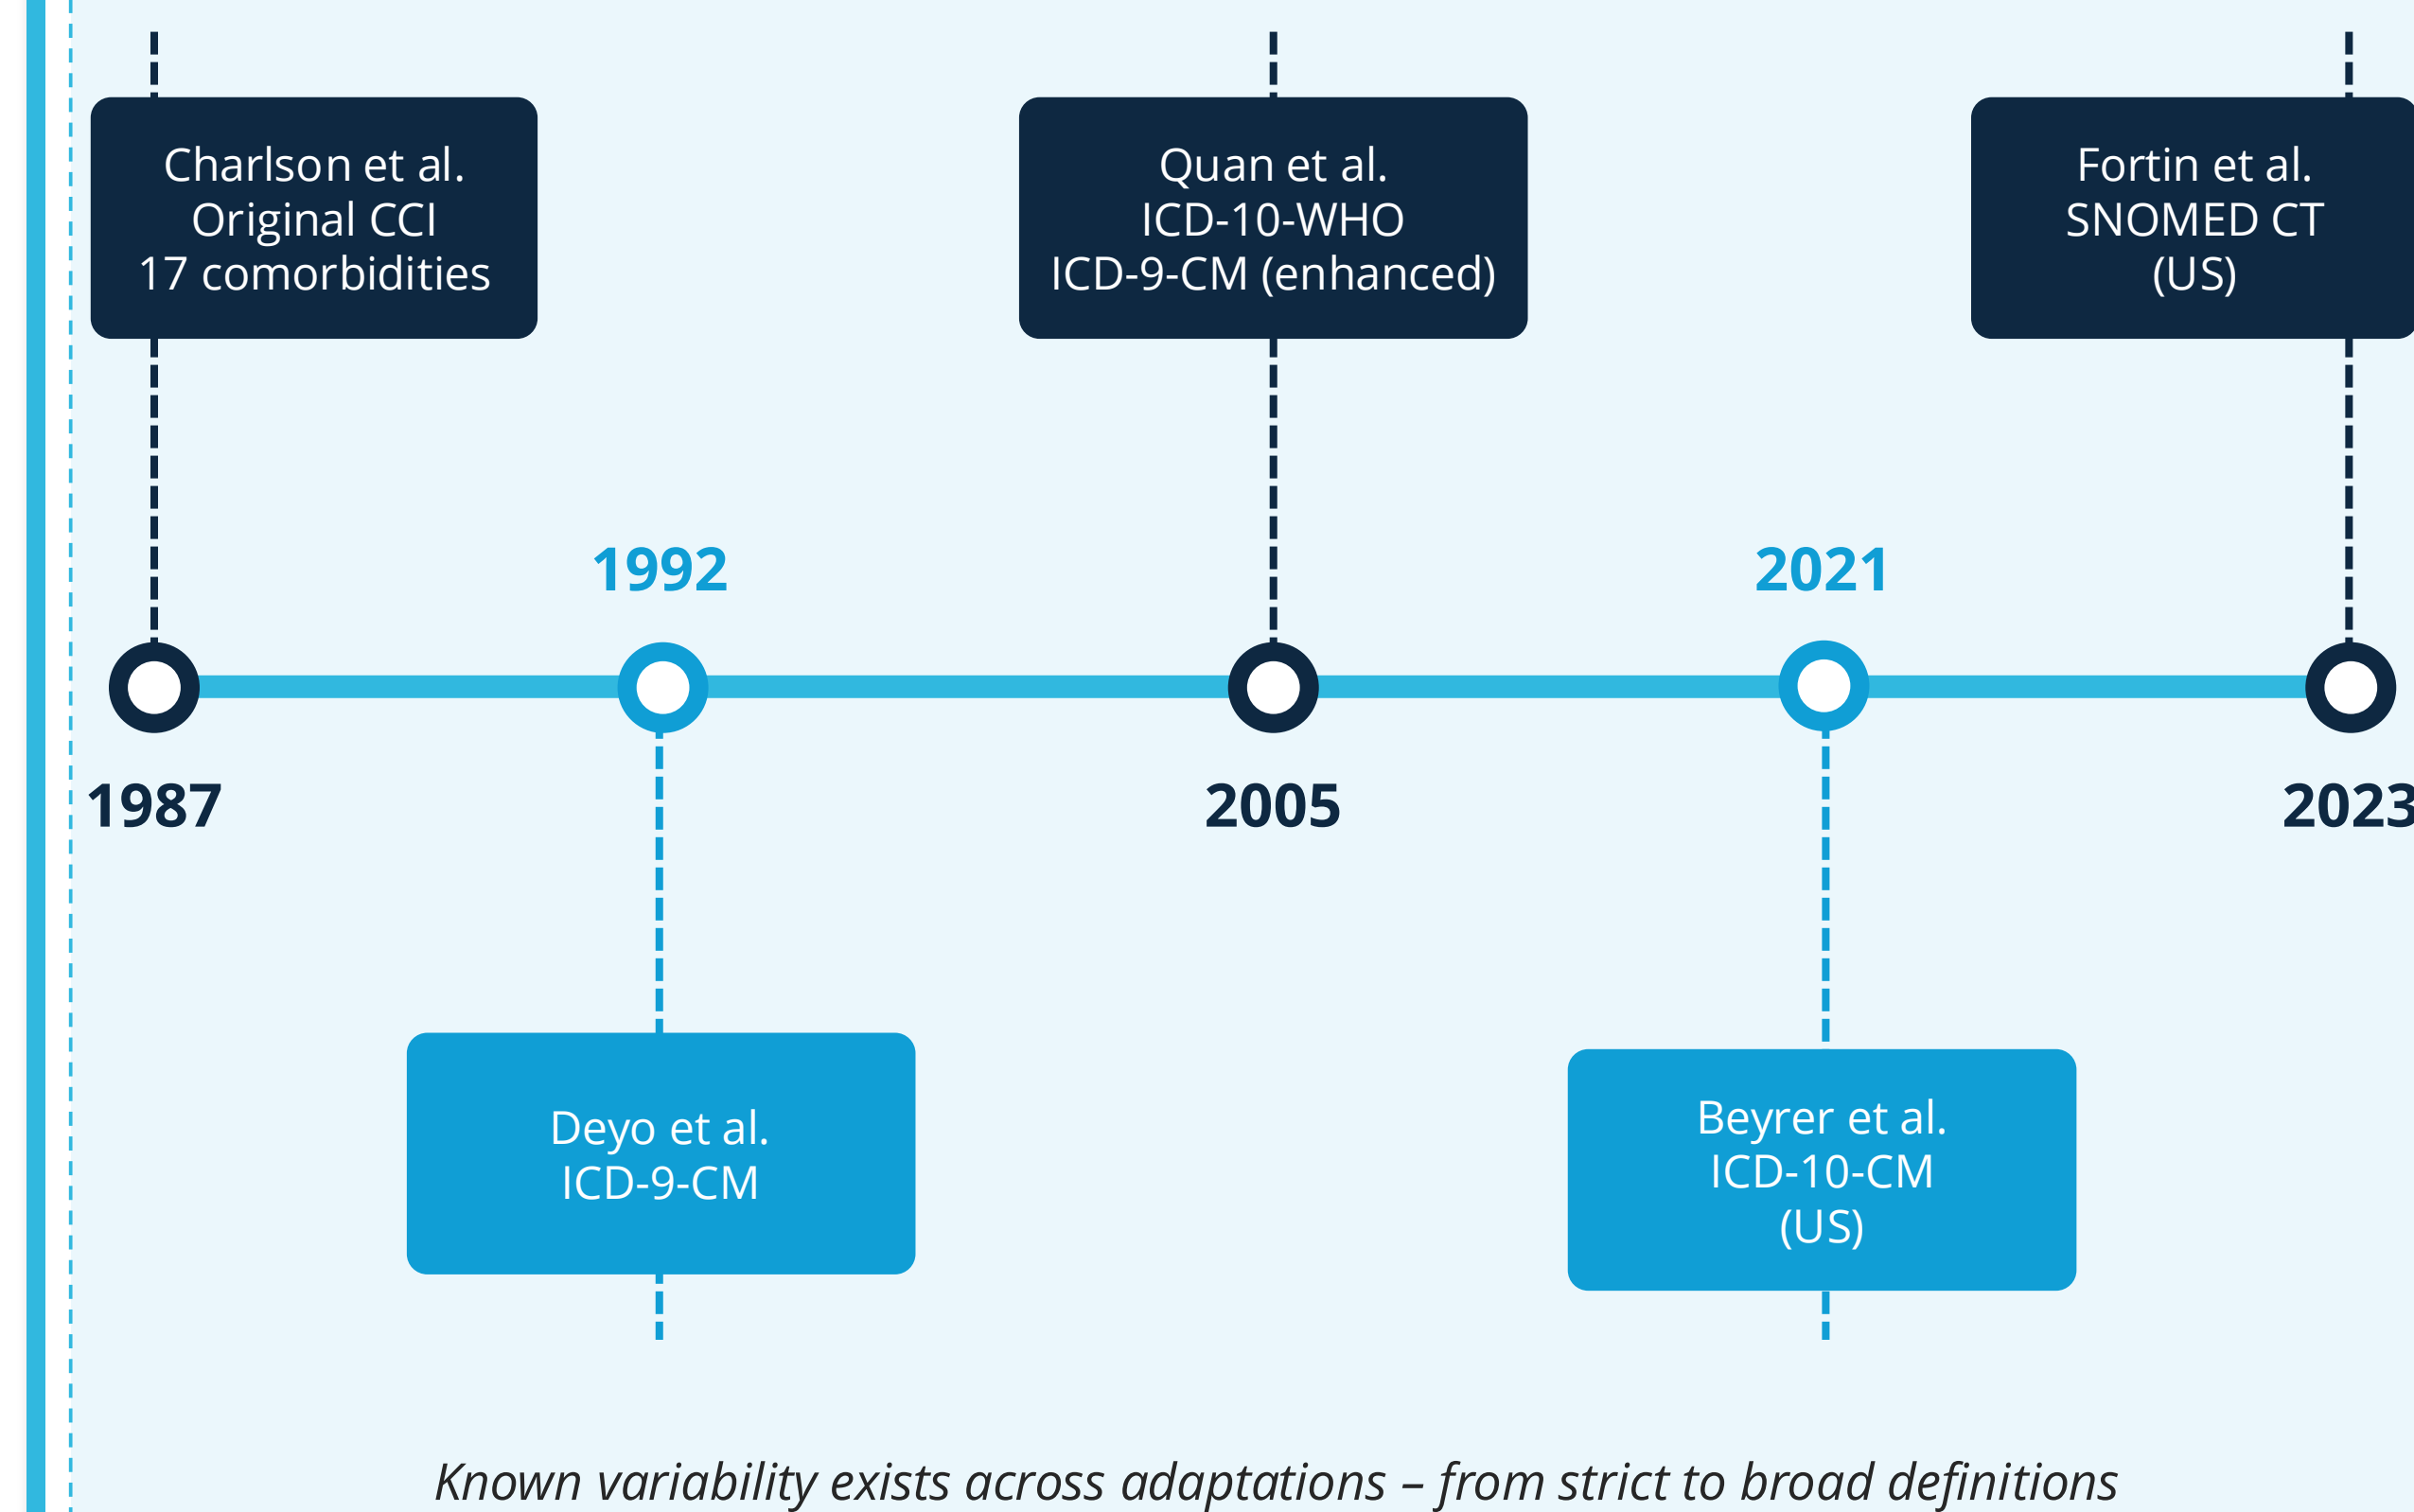 Charlson et al.
Original CCI
17 comorbidities
Quan et al.
ICD-10-WHO
ICD-9-CM (enhanced)
Fortin et al.
SNOMED CT
(US)
1992
2021
1987
2005
2023
Deyo et al.
ICD-9-CM
Beyrer et al.
ICD-10-CM
(US)
Known variability exists across adaptations – from strict to broad definitions